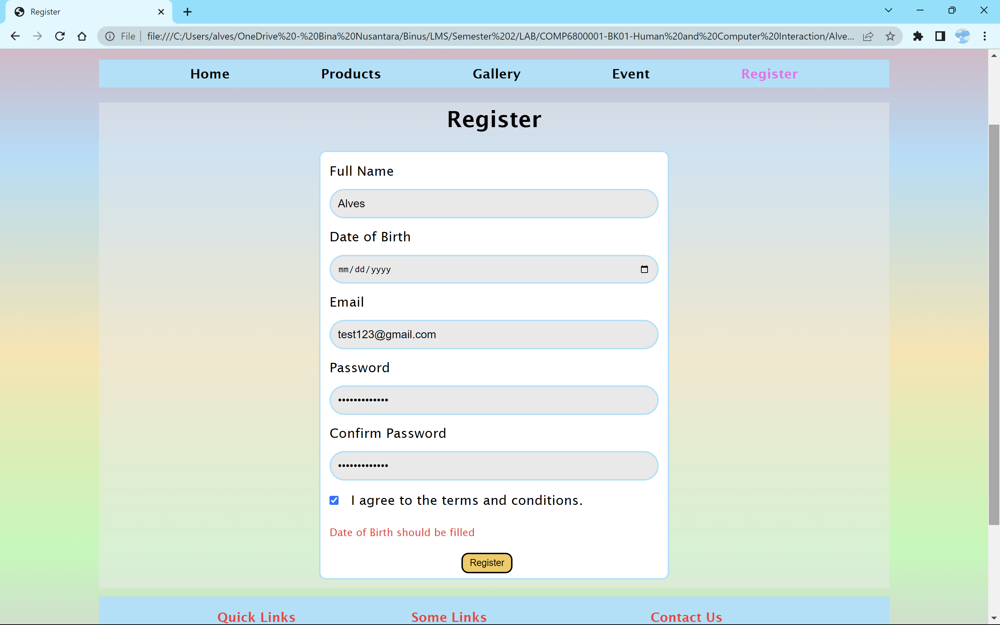 Register
File
file:///C:/Users/alves/OneDrive%20-%20Bina%20Nusantara/Binus/LMS/Semester%202/LAB/COMP6800001-BK01-Human%20and%20Computer%20Interaction/Alve...
Home Products Gallery Event Register
Register
Full Name
Alves
Date of Birth
mm/dd/yyyy
Email
test123@gmail.com
Password
•••••••••••••
Confirm Password
•••••••••••••
I agree to the terms and conditions.
Date of Birth should be filled
Register
Quick Links Some Links Contact Us